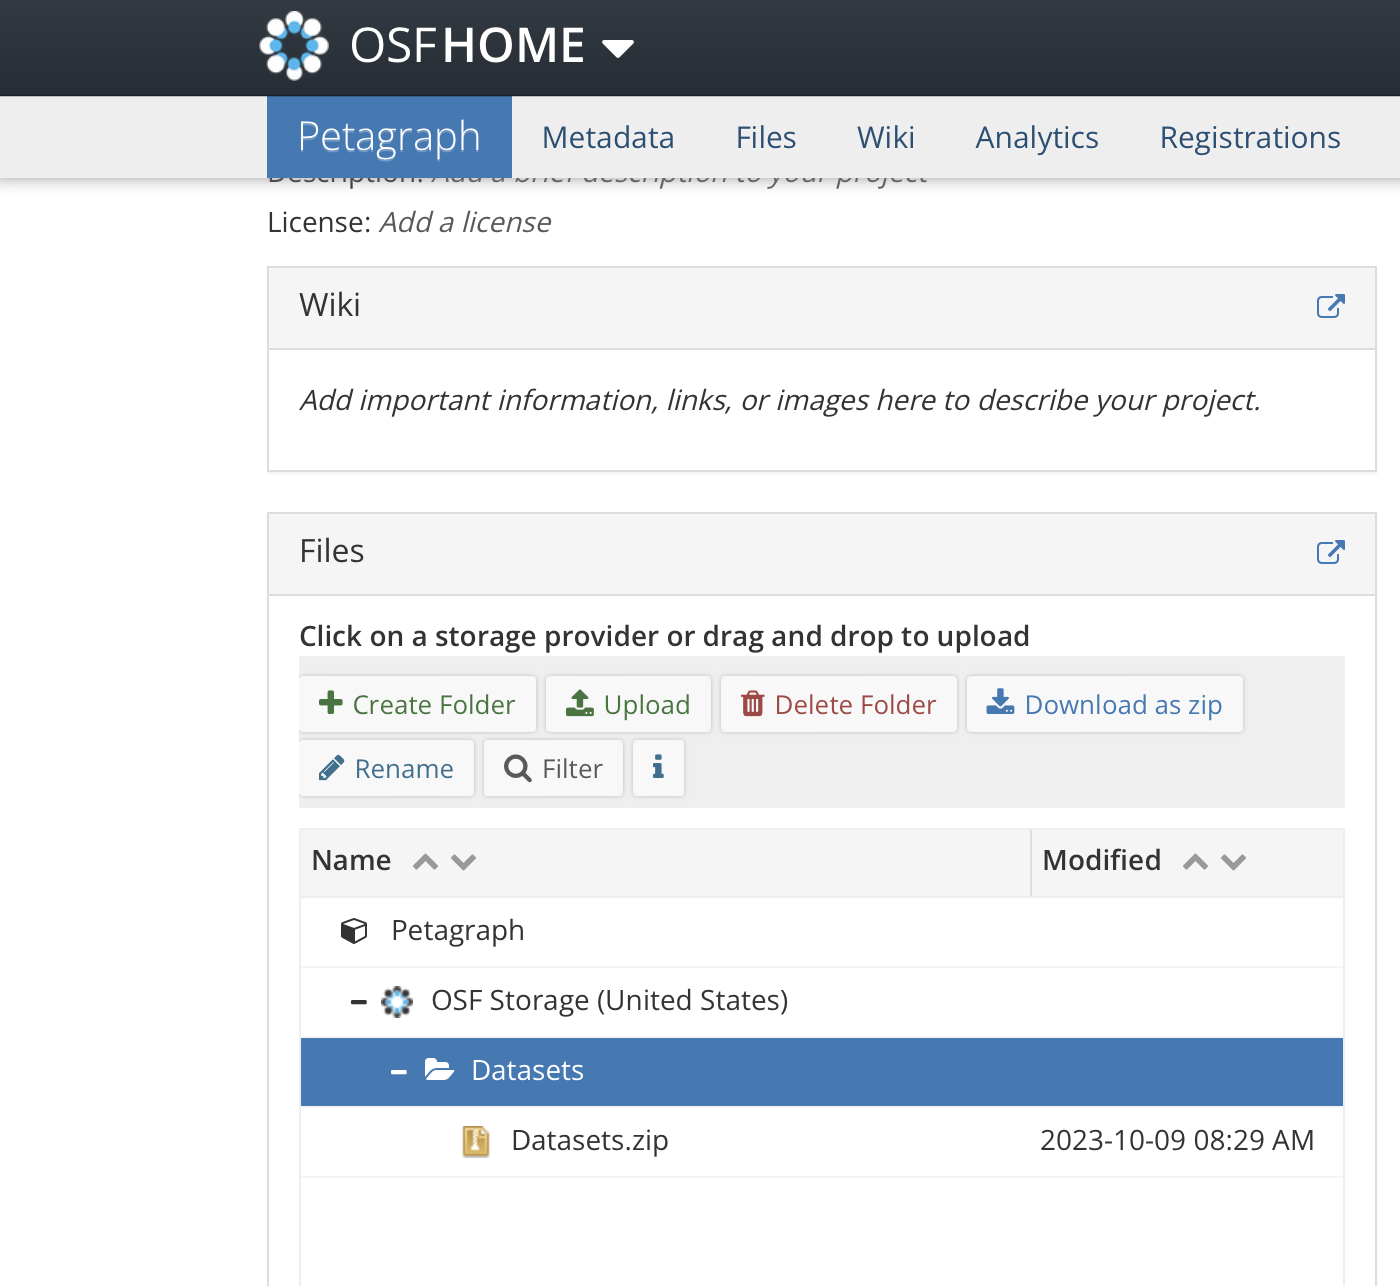 OSFHOME
Petagraph Metadata Files Wiki Analytics Registrations
Description: Add a brief description to your project
License: Add a license
Wiki
Add important information, links, or images here to describe your project.
Files
Click on a storage provider or drag and drop to upload
Create Folder Upload Delete Folder Download as zip
Rename Filter i
Name Modified
Petagraph
OSF Storage (United States)
Datasets
Datasets.zip 2023-10-09 08:29 AM